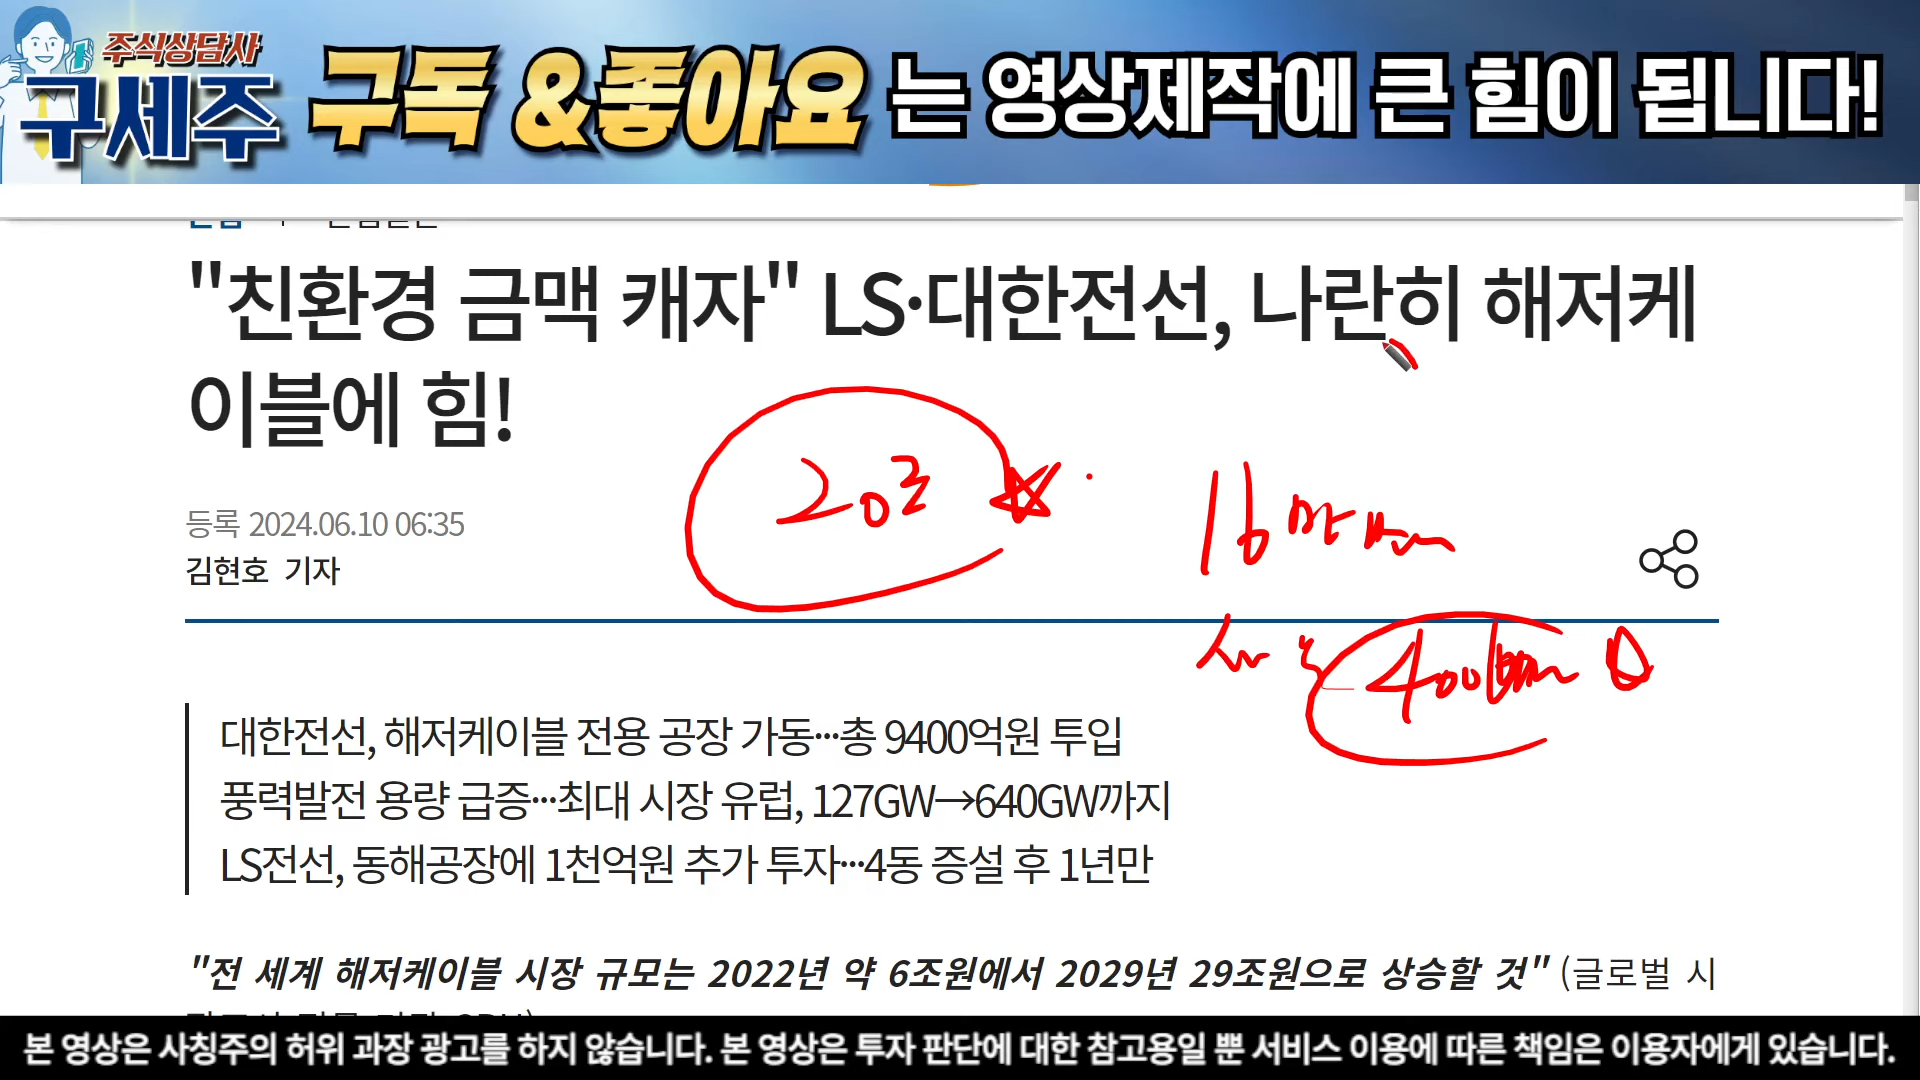 주식상담사
구세주
구독 &좋아요 는 영상제작에 큰 힘이 됩니다!
"친환경 금맥 캐자" LS·대한전선, 나란히 해저케
이블에 힘!
등록 2024.06.10 06:35
김현호 기자
203
16만
400
대한전선, 해저케이블 전용 공장 가동…총 9400억원 투입
풍력발전 용량 급증…최대 시장 유럽, 127GW→640GW까지
LS전선, 동해공장에 1천억원 추가 투자…4동 증설 후 1년만
"전 세계 해저케이블 시장 규모는 2022년 약 6조원에서 2029년 29조원으로 상승할 것" (글로벌 시
본 영상은 사칭주의 허위 과장 광고를 하지 않습니다. 본 영상은 투자 판단에 대한 참고용일 뿐 서비스 이용에 따른 책임은 이용자에게 있습니다.